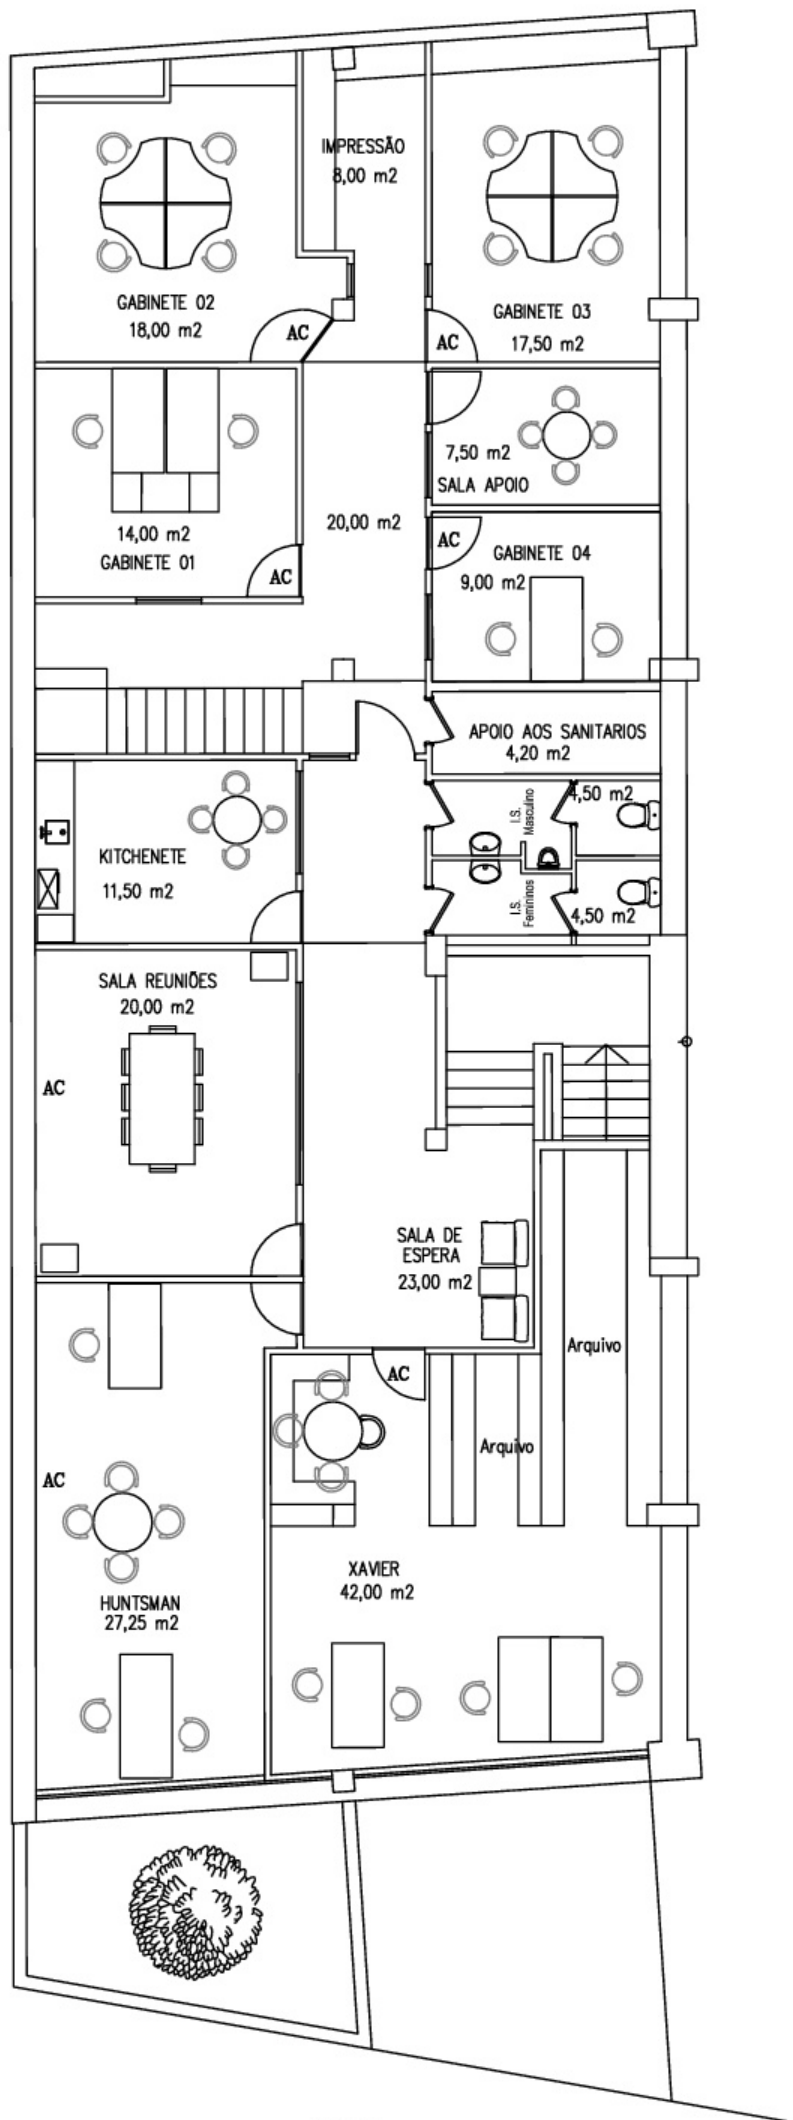 IMPRESSÃO
8,00 m2
GABINETE 02
18,00 m2
AC
GABINETE 03
17,50 m2
AC
7,50 m2
SALA APOIO
14,00 m2
GABINETE 01
AC
20,00 m2
AC
GABINETE 04
9,00 m2
APOIO AOS SANITARIOS
4,20 m2
I.S.
Masculino
4,50 m2
KITCHENETE
11,50 m2
I.S.
Femininos
4,50 m2
SALA REUNIÕES
20,00 m2
AC
SALA DE
ESPERA
23,00 m2
Arquivo
AC
Arquivo
AC
XAVIER
42,00 m2
HUNTSMAN
27,25 m2